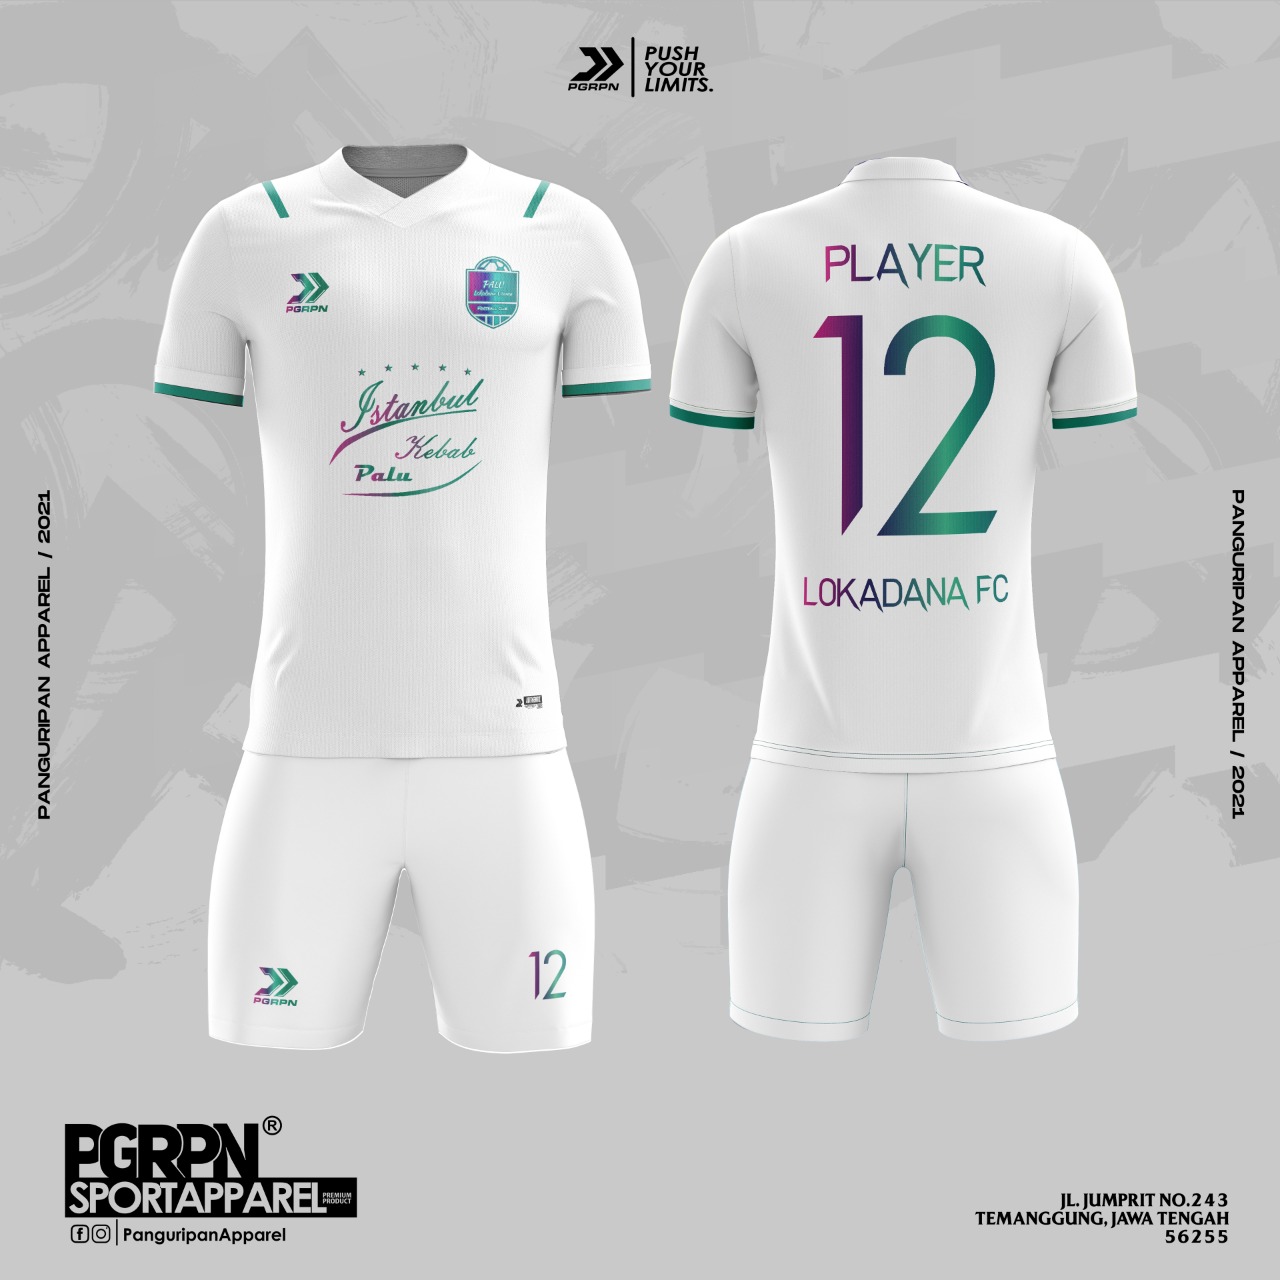 PGRPN
PUSH
YOUR
LIMITS.
PGRPN
PALU
Istanbul
Kebab
Palu
PLAYER
12
LOKADANA FC
PANGURIPAN APPAREL / 2021
PANGURIPAN APPAREL / 2021
PGRPN
12
PGRPN®
SPORTAPPAREL
PREMIUM
PRODUCT
PanguripanApparel
JL. JUMPRIT NO.243
TEMANGGUNG, JAWA TENGAH
56255